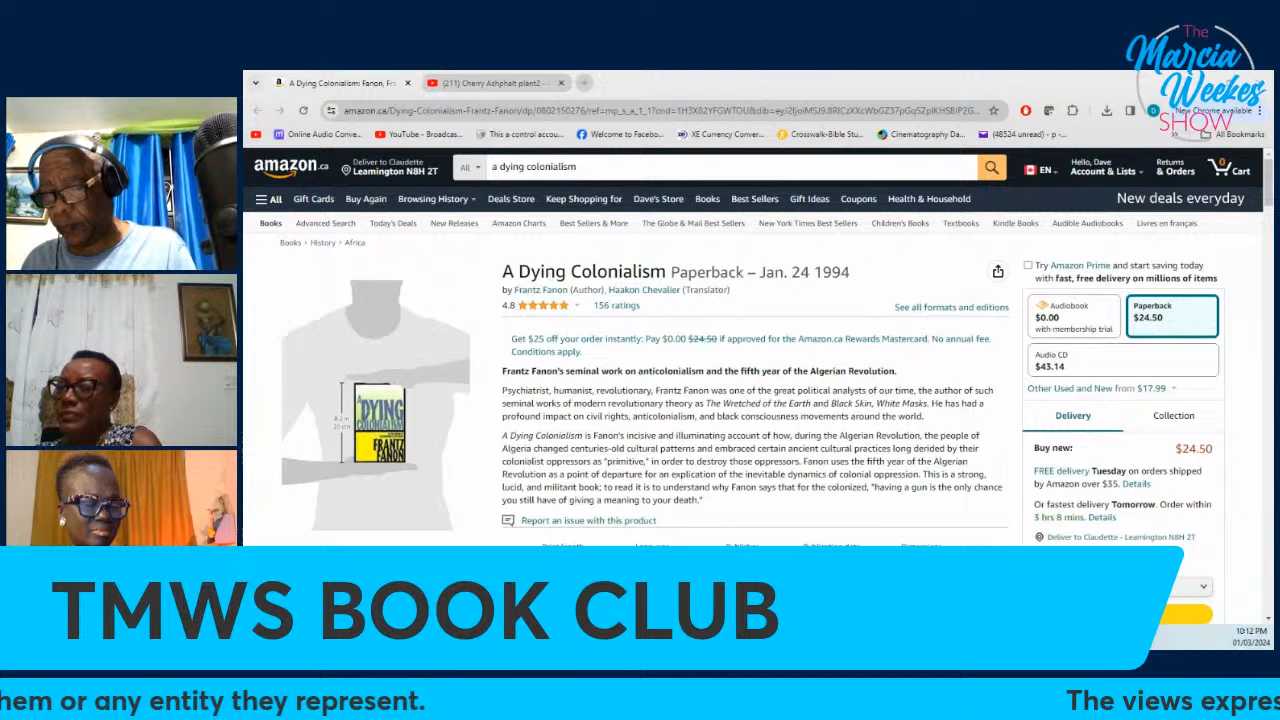 The
Marcia
Weekes
SHOW
A Dying Colonialism: Fanon, Fr
(211) Cherry Ashphalt plant2 -
amazon.ca/Dying-Colonialism-Frantz-Fanon/dp/0802150276/
New Chrome available
Online Audio Conve...
YouTube - Broadcas...
This a control accou...
Welcome to Facebo...
XE Currency Conver...
Crosswalk-Bible Stu...
Cinematography Da...
(48524 unread) - p -...
All Bookmarks
amazon.ca
Deliver to Claudette
Leamington N8H 2T
All
a dying colonialism
EN
Hello, Dave
Account & Lists
Returns
& Orders
0
Cart
All
Gift Cards
Buy Again
Browsing History
Deals Store
Keep Shopping for
Dave's Store
Books
Best Sellers
Gift Ideas
Coupons
Health & Household
New deals everyday
Books
Advanced Search
Today's Deals
New Releases
Amazon Charts
Best Sellers & More
The Globe & Mail Best Sellers
New York Times Best Sellers
Children's Books
Textbooks
Kindle Books
Audible Audiobooks
Livres en français
Books › History › Africa
A Dying Colonialism Paperback – Jan. 24 1994
by Frantz Fanon (Author), Haakon Chevalier (Translator)
4.8
156 ratings
See all formats and editions
Get $25 off your order instantly: Pay $0.00 $24.50 if approved for the Amazon.ca Rewards Mastercard. No annual fee.
Conditions apply.
Frantz Fanon's seminal work on anticolonialism and the fifth year of the Algerian Revolution.
Psychiatrist, humanist, revolutionary, Frantz Fanon was one of the great political analysts of our time, the author of such
seminal works of modern revolutionary theory as The Wretched of the Earth and Black Skin, White Masks. He has had a
profound impact on civil rights, anticolonialism, and black consciousness movements around the world.
A Dying Colonialism is Fanon's incisive and illuminating account of how, during the Algerian Revolution, the people of
Algeria changed centuries-old cultural patterns and embraced certain ancient cultural practices long derided by their
colonialist oppressors as "primitive," in order to destroy those oppressors. Fanon uses the fifth year of the Algerian
Revolution as a point of departure for an explication of the inevitable dynamics of colonial oppression. This is a strong,
lucid, and militant book; to read it is to understand why Fanon says that for the colonized, "having a gun is the only chance
you still have of giving a meaning to your death."
Report an issue with this product
A
DYING
COLONIALISM
FRANTZ
FANON
Try Amazon Prime and start saving today
with fast, free delivery on millions of items
Audiobook
$0.00
with membership trial
Paperback
$24.50
Audio CD
$43.14
Other Used and New from $17.99
Delivery
Collection
Buy new:
$24.50
FREE delivery Tuesday on orders shipped
by Amazon over $35. Details
Or fastest delivery Tomorrow. Order within
3 hrs 8 mins. Details
Deliver to Claudette - Leamington N8H 2T
10:12 PM
01/03/2024
TMWS BOOK CLUB
hem or any entity they represent.
The views expres